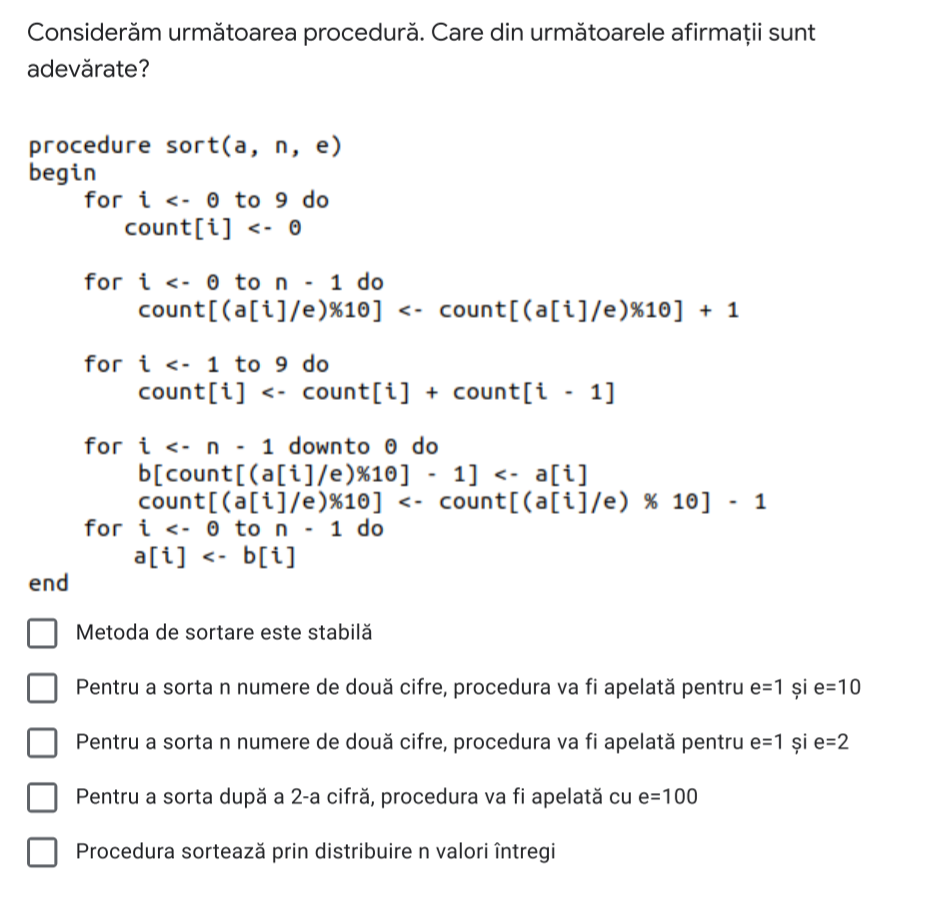 Considerăm următoarea procedură. Care din următoarele afirmații sunt
adevărate?
procedure sort(a, n, e)
begin
for i <- 0 to 9 do
count[i] <- 0
for i <- 0 to n - 1 do
count[(a[i]/e)%10] <- count[(a[i]/e)%10] + 1
for i <- 1 to 9 do
count[i] <- count[i] + count[i - 1]
for i <- n - 1 downto 0 do
b[count[(a[i]/e)%10] - 1] <- a[i]
count[(a[i]/e)%10] <- count[(a[i]/e) % 10] - 1
for i <- 0 to n - 1 do
a[i] <- b[i]
end
Metoda de sortare este stabilă
Pentru a sorta n numere de două cifre, procedura va fi apelată pentru e=1 și e=10
Pentru a sorta n numere de două cifre, procedura va fi apelată pentru e=1 și e=2
Pentru a sorta după a 2-a cifră, procedura va fi apelată cu e=100
Procedura sortează prin distribuire n valori întregi